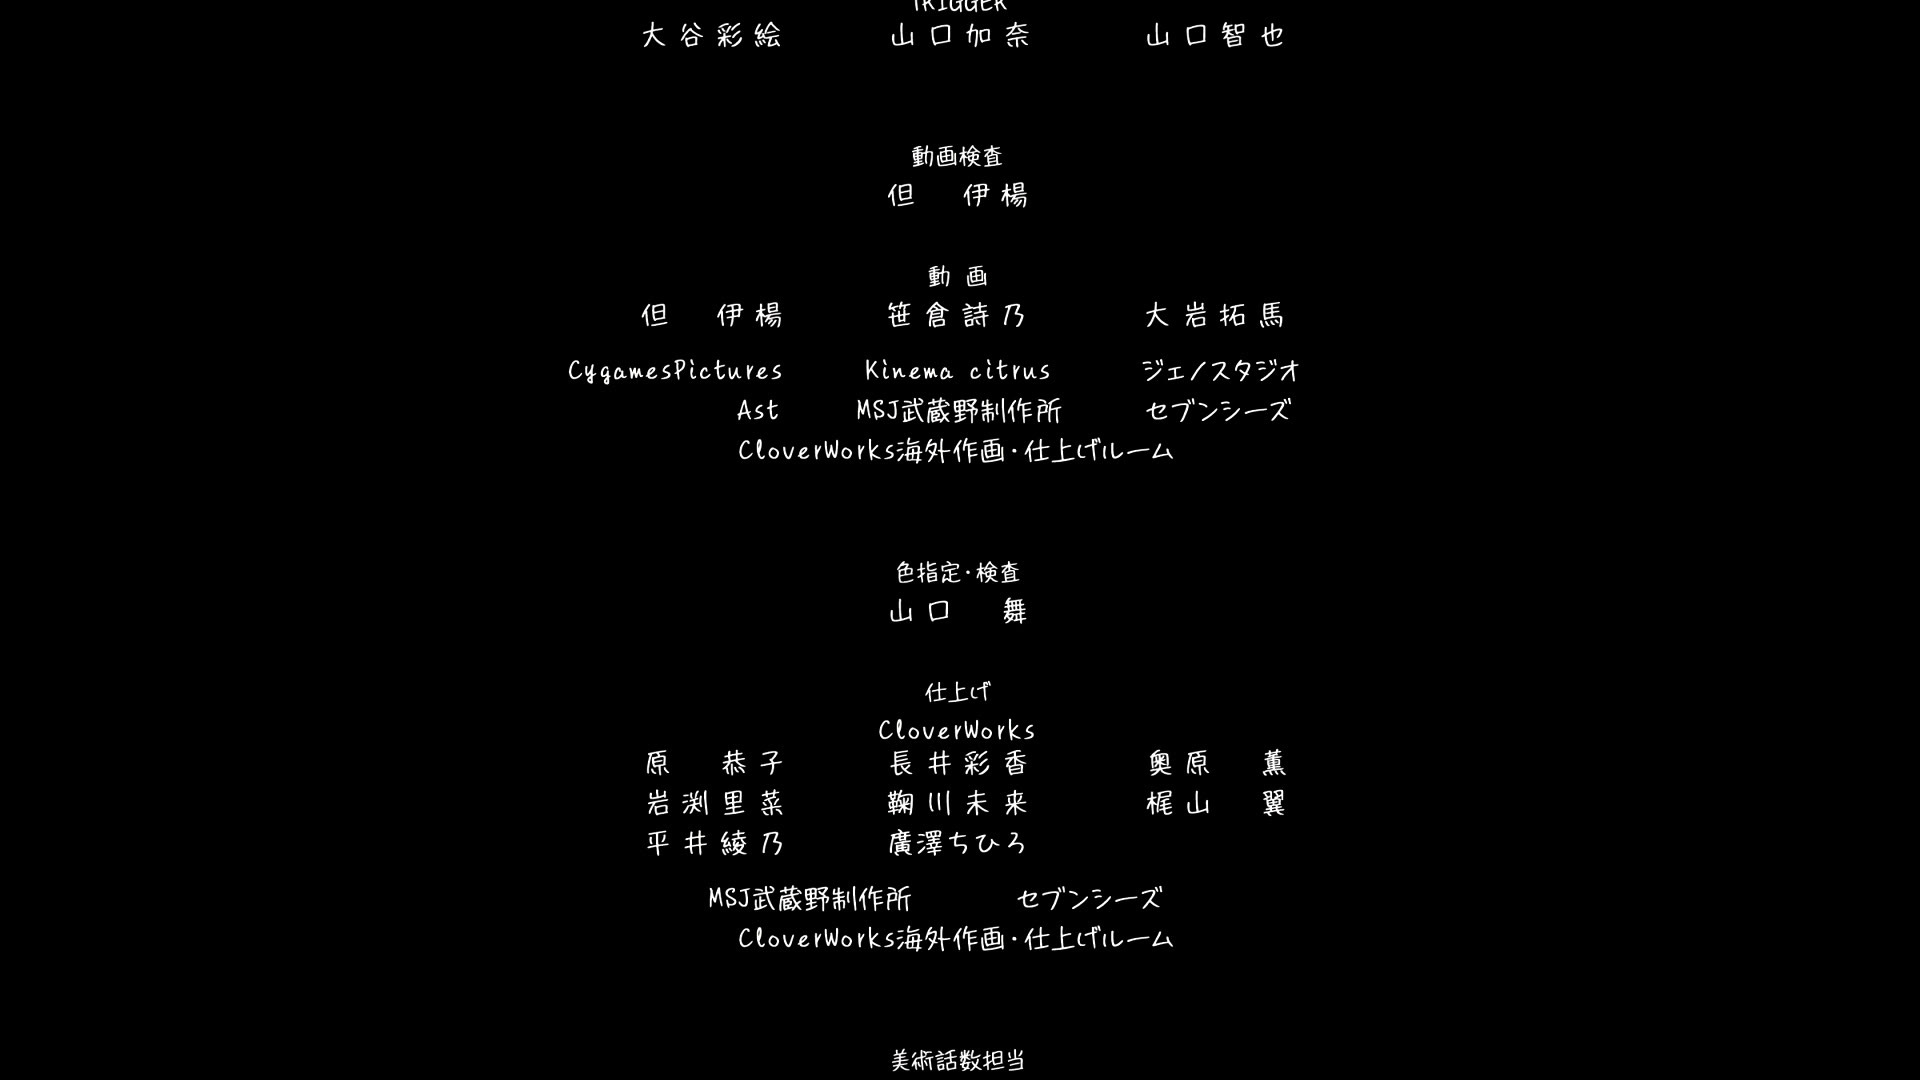 TRIGGER
大谷彩絵 山口加奈 山口智也
動画検査
但 伊楊
動画
但 伊楊 笹倉詩乃 大岩拓馬
CygamesPictures Kinema citrus ジェノスタジオ
Ast MSJ武蔵野制作所 セブンシーズ
CloverWorks海外作画・仕上げルーム
色指定・検査
山口 舞
仕上げ
CloverWorks
原 恭子 長井彩香 奥原 薫
岩渕里菜 鞠川未来 梶山 翼
平井綾乃 廣澤ちひろ
MSJ武蔵野制作所 セブンシーズ
CloverWorks海外作画・仕上げルーム
美術話数担当